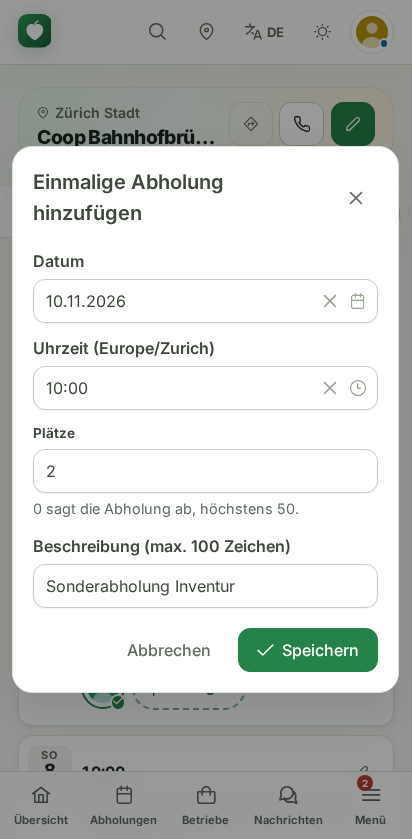 DE
Zürich Stadt
Coop Bahnhofbrü...
Einmalige Abholung
hinzufügen
Datum
10.11.2026
Uhrzeit (Europe/Zurich)
10:00
Plätze
2
0 sagt die Abholung ab, höchstens 50.
Beschreibung (max. 100 Zeichen)
Sonderabholung Inventur
Abbrechen
Speichern
SO
8
10:00
2
Übersicht
Abholungen
Betriebe
Nachrichten
Menü